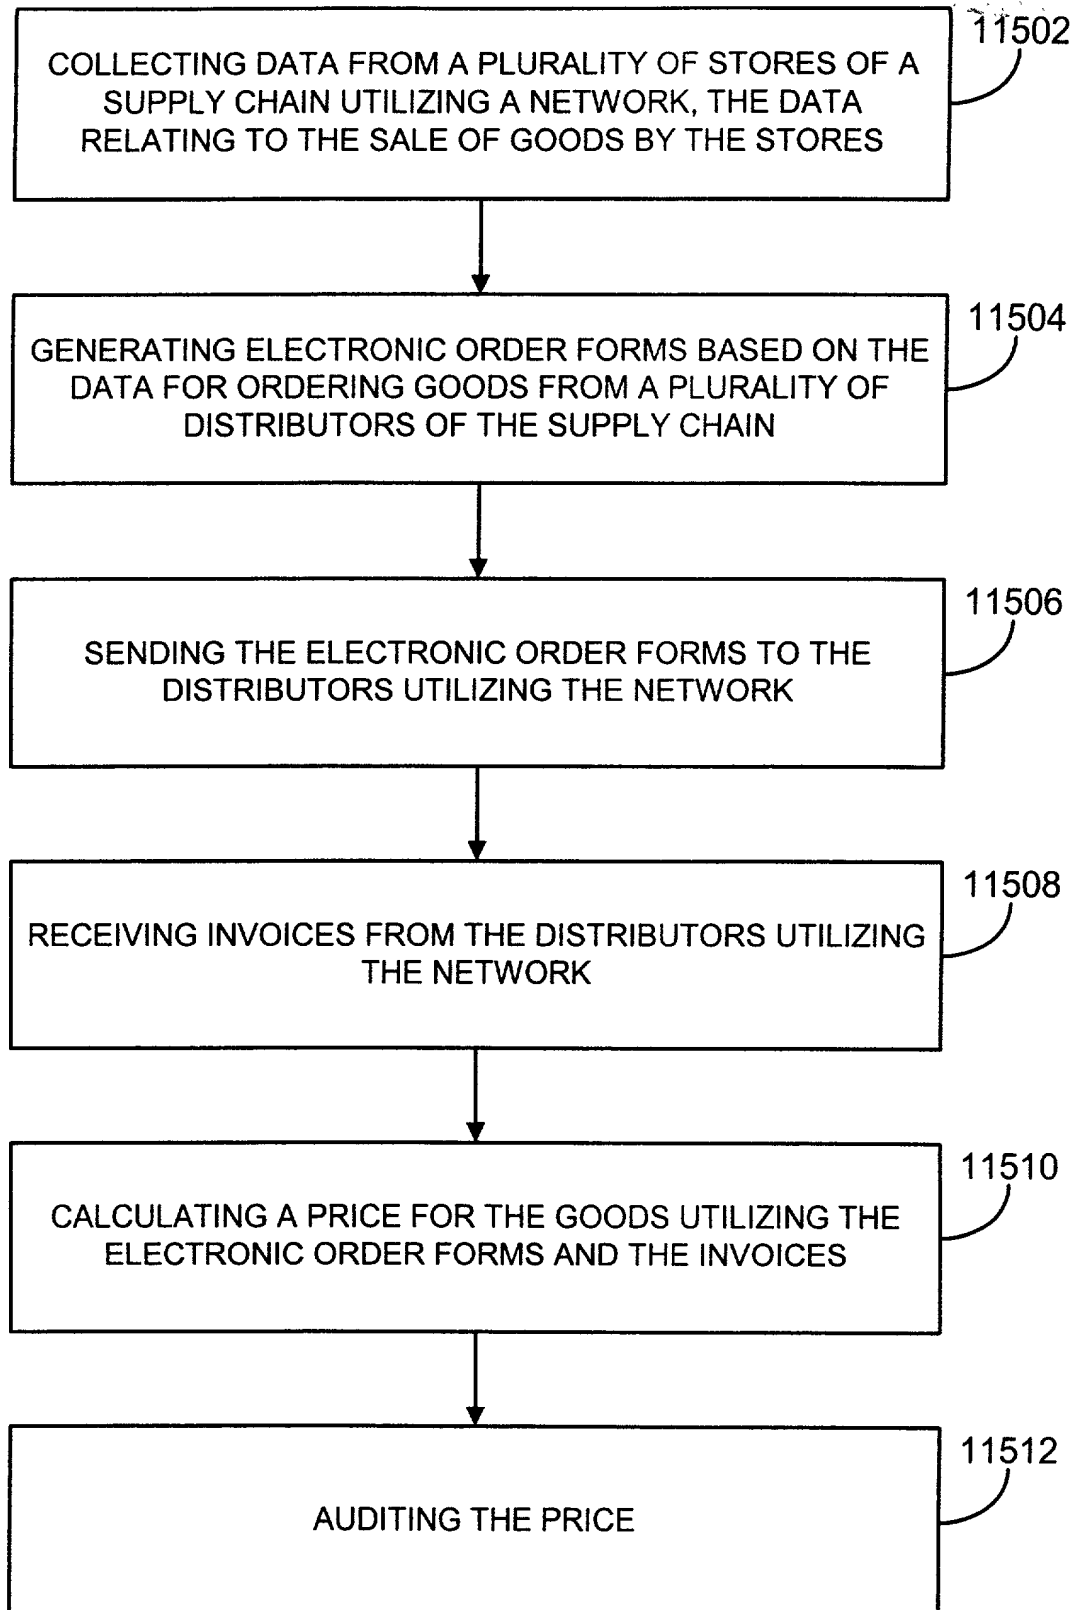 11502
COLLECTING DATA FROM A PLURALITY OF STORES OF A
SUPPLY CHAIN UTILIZING A NETWORK, THE DATA
RELATING TO THE SALE OF GOODS BY THE STORES
11504
GENERATING ELECTRONIC ORDER FORMS BASED ON THE
DATA FOR ORDERING GOODS FROM A PLURALITY OF
DISTRIBUTORS OF THE SUPPLY CHAIN
11506
SENDING THE ELECTRONIC ORDER FORMS TO THE
DISTRIBUTORS UTILIZING THE NETWORK
11508
RECEIVING INVOICES FROM THE DISTRIBUTORS UTILIZING
THE NETWORK
11510
CALCULATING A PRICE FOR THE GOODS UTILIZING THE
ELECTRONIC ORDER FORMS AND THE INVOICES
11512
AUDITING THE PRICE